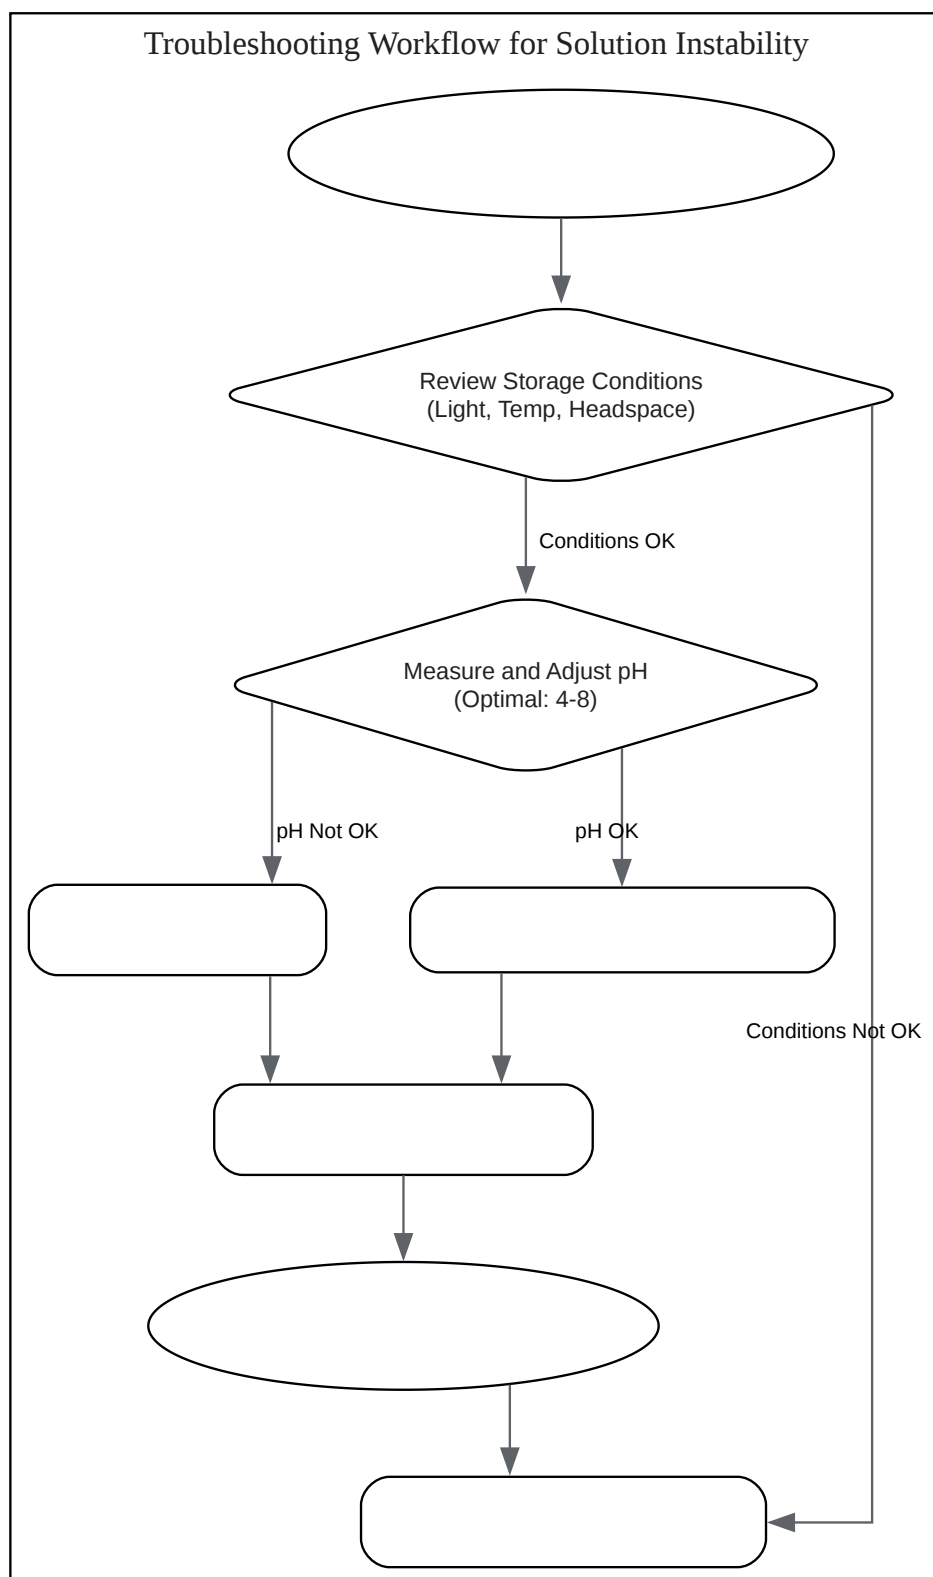 Troubleshooting Workflow for Solution Instability
Review Storage Conditions
(Light, Temp, Headspace)
Conditions OK
Measure and Adjust pH
(Optimal: 4-8)
pH Not OK
pH OK
Conditions Not OK